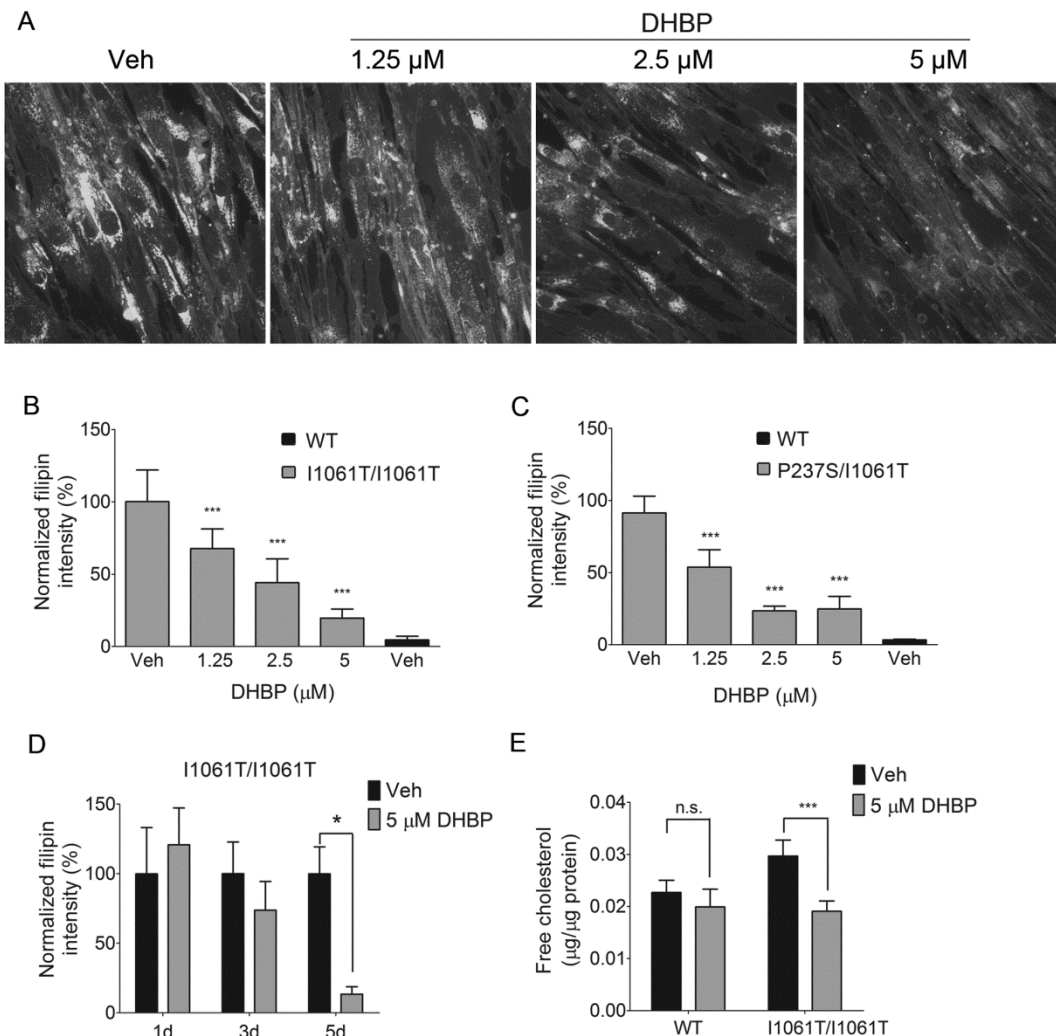 A
DHBP
Veh
1.25 µM
2.5 µM
5 µM
B
Normalized filipin
intensity (%)
150
100
50
0
WT
I1061T/I1061T
***
***
***
Veh
1.25
2.5
5
Veh
DHBP (µM)
C
Normalized filipin
intensity (%)
150
100
50
0
WT
P237S/I1061T
***
***
***
Veh
1.25
2.5
5
Veh
DHBP (µM)
D
I1061T/I1061T
Veh
5 µM DHBP
Normalized filipin
intensity (%)
150
100
50
0
*
1d
3d
5d
E
Veh
5 µM DHBP
Free cholesterol
(µg/µg protein)
0.04
0.03
0.02
0.01
0.00
n.s.
***
WT
I1061T/I1061T